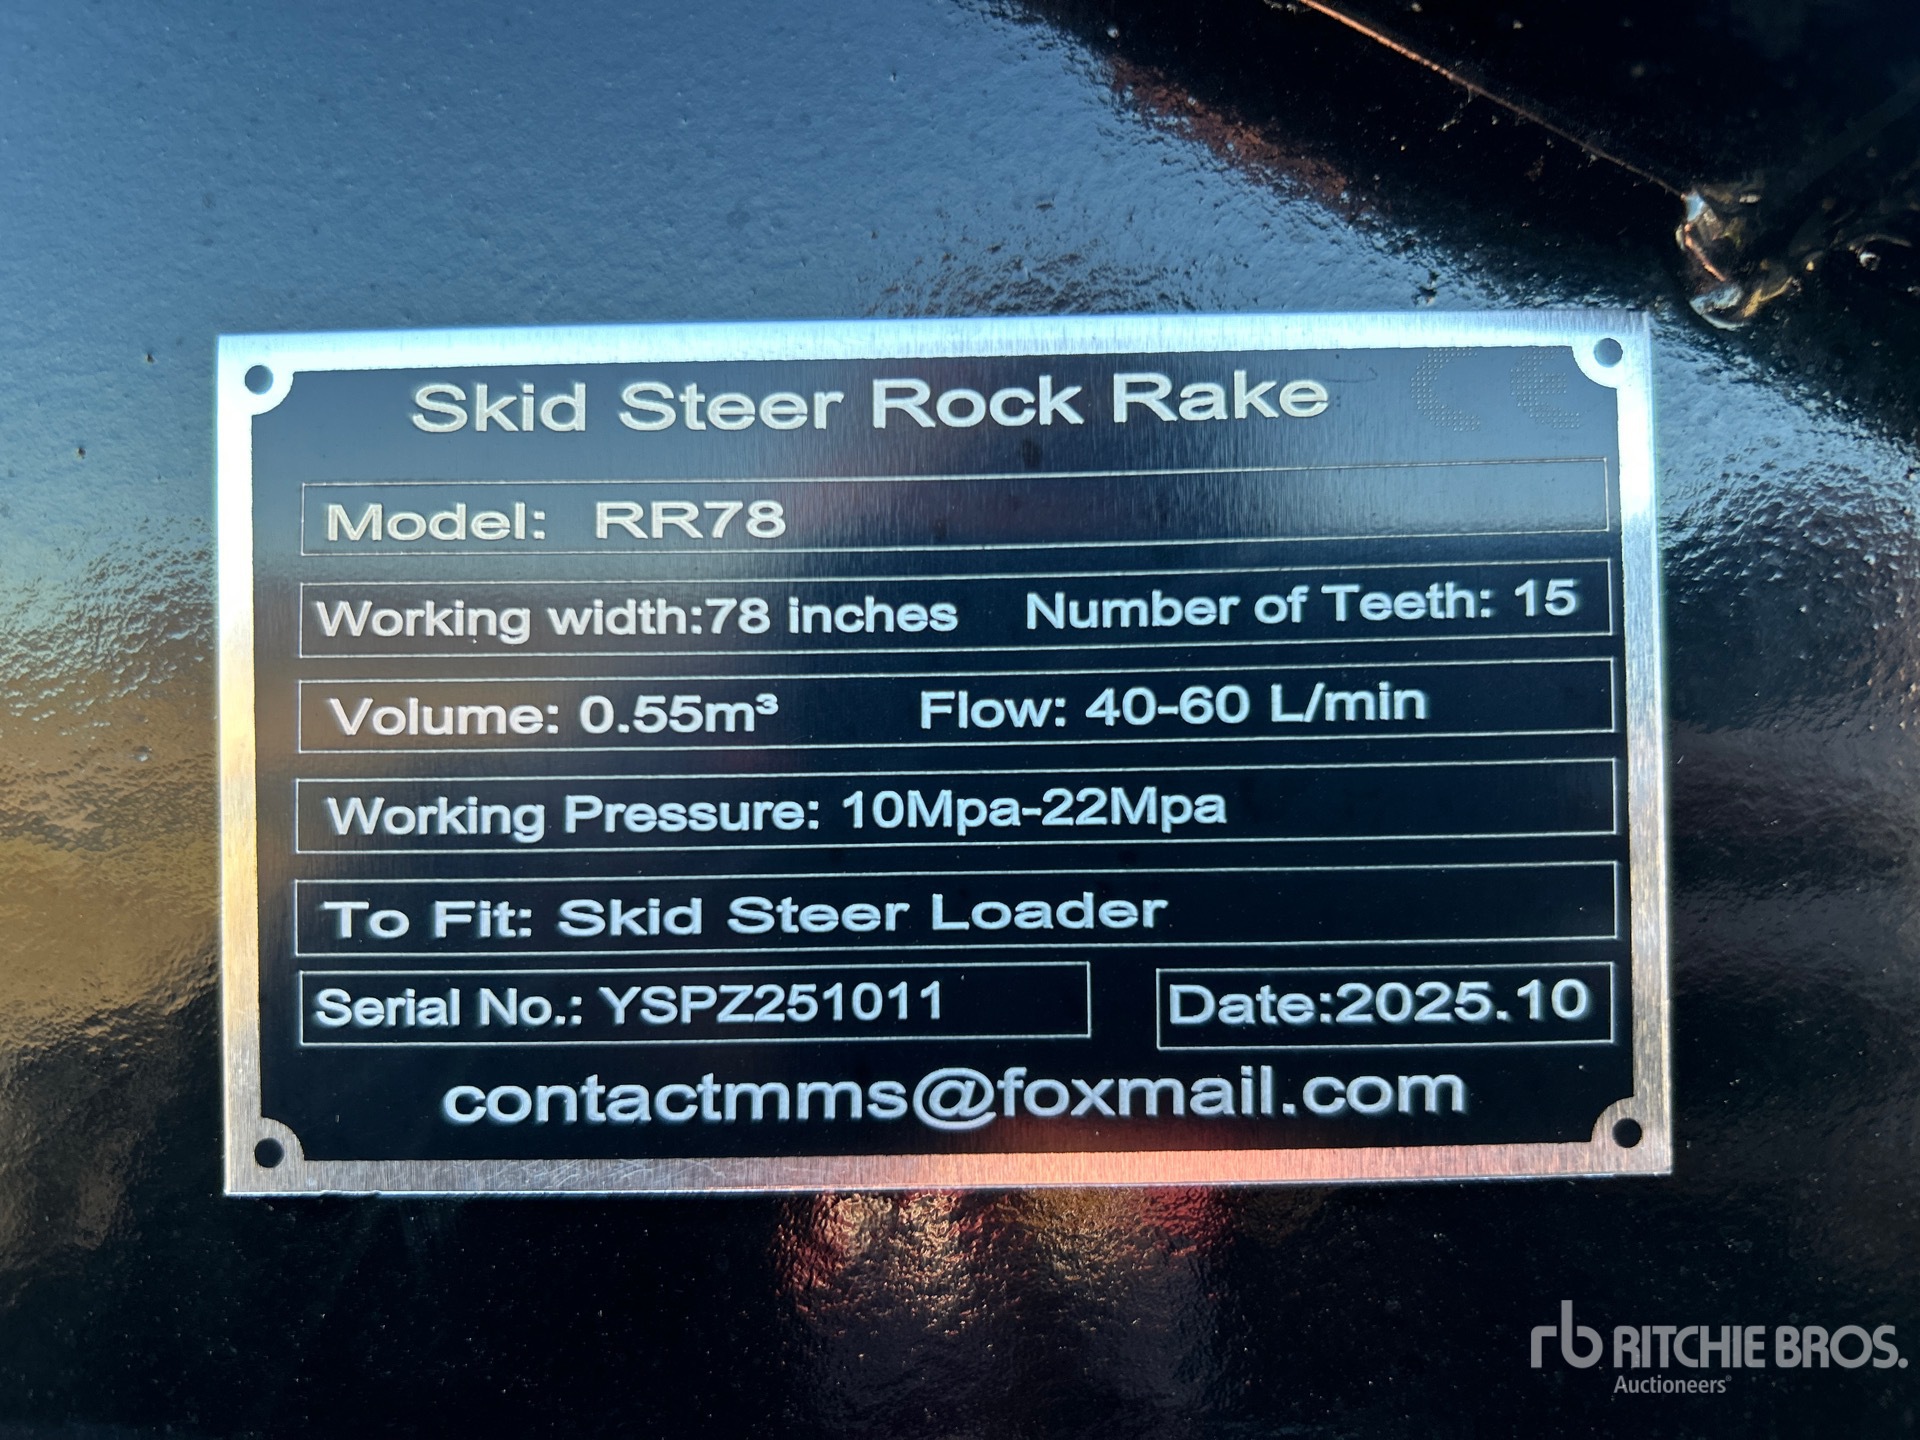 Skid Steer Rock Rake CE
Model: RR78
Working width:78 inches Number of Teeth: 15
Volume: 0.55m³ Flow: 40-60 L/min
Working Pressure: 10Mpa-22Mpa
To Fit: Skid Steer Loader
Serial No.: YSPZ251011 Date:2025.10
contactmms@foxmail.com
rb RITCHIE BROS.
Auctioneers®